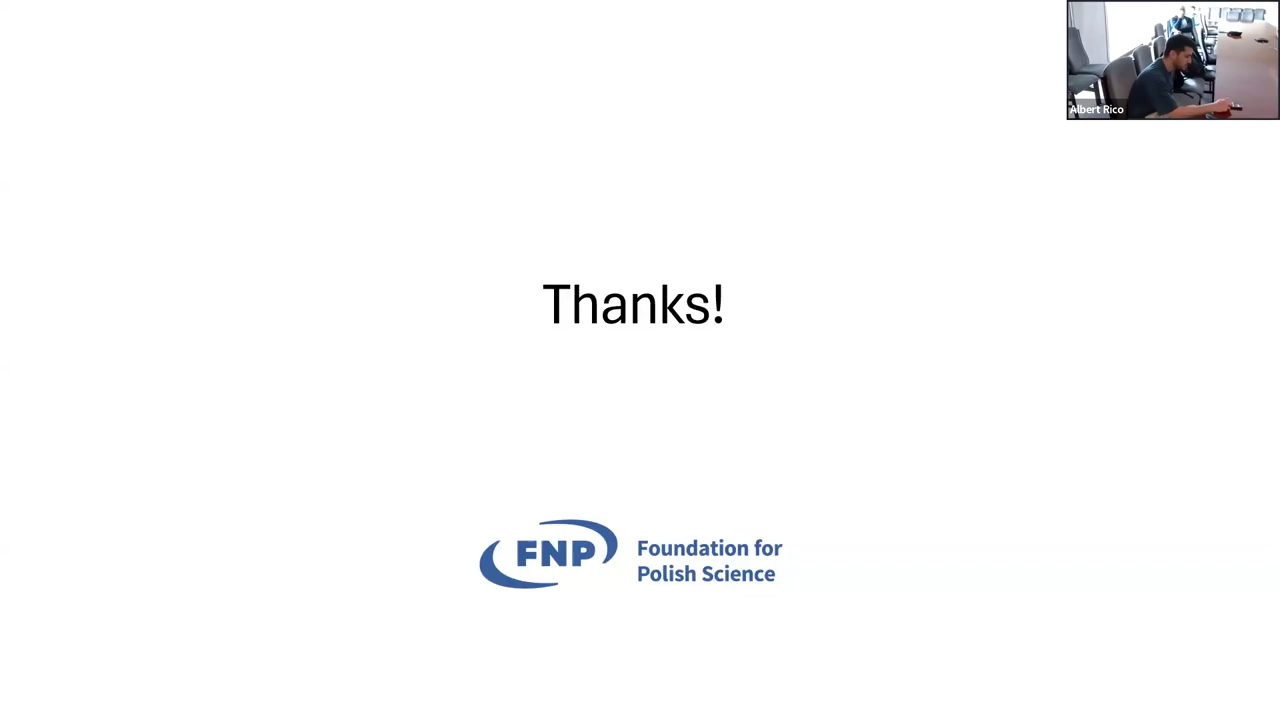 Albert Rico
Thanks!
FNP
Foundation for
Polish Science